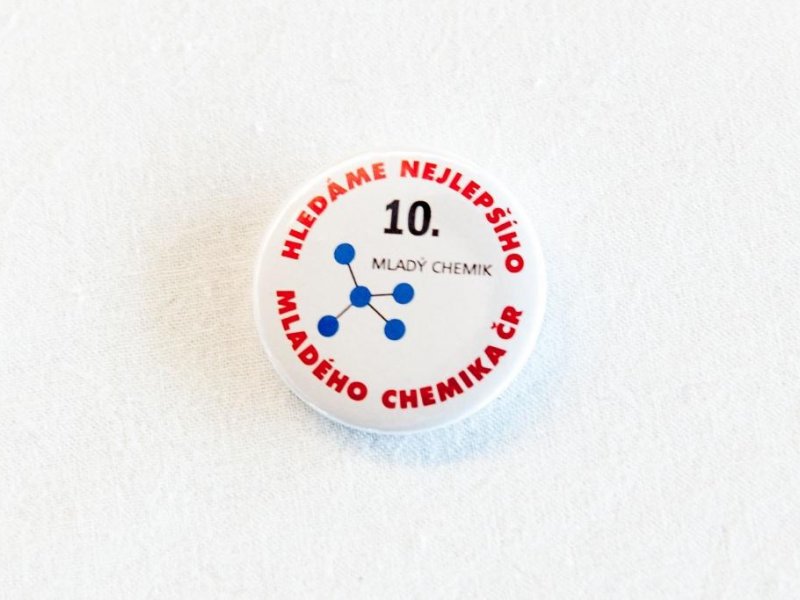 HLEDÁME NEJLEPŠÍHO
10.
MLADÝ CHEMIK
MLADÉHO CHEMIKA ČR